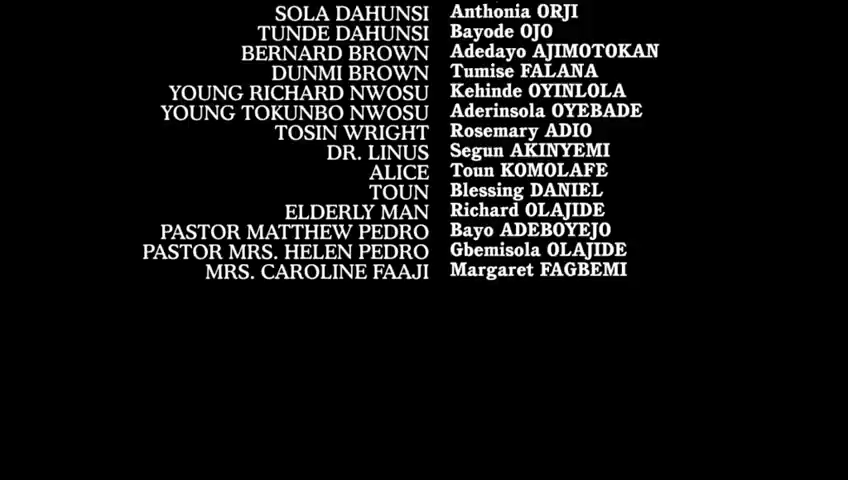 SOLA DAHUNSI Anthonia ORJI
TUNDE DAHUNSI Bayode OJO
BERNARD BROWN Adedayo AJIMOTOKAN
DUNMI BROWN Tumise FALANA
YOUNG RICHARD NWOSU Kehinde OYINLOLA
YOUNG TOKUNBO NWOSU Aderinsola OYEBADE
TOSIN WRIGHT Rosemary ADIO
DR. LINUS Segun AKINYEMI
ALICE Toun KOMOLAFE
TOUN Blessing DANIEL
ELDERLY MAN Richard OLAJIDE
PASTOR MATTHEW PEDRO Bayo ADEBOYEJO
PASTOR MRS. HELEN PEDRO Gbemisola OLAJIDE
MRS. CAROLINE FAAJI Margaret FAGBEMI